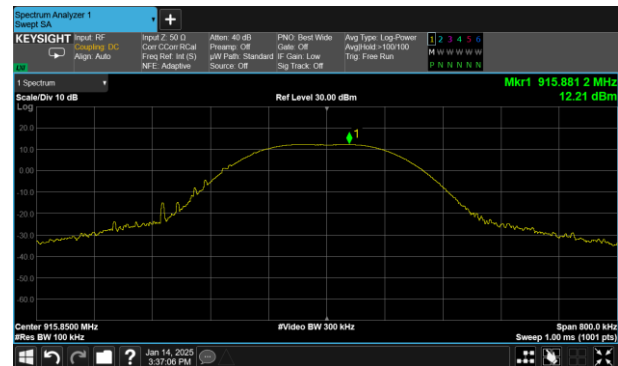 Spectrum Analyzer 1
Swept SA
+
KEYSIGHT Input: RF Input Z: 50 Ω Atten: 40 dB PNO: Best Wide Avg Type: Log-Power 1 2 3 4 5 6
Coupling: DC Corr CCorr RCal Preamp: Off Gate: Off Avg|Hold:>100/100 M W W W W W
Align: Auto Freq Ref: Int (S) µW Path: Standard IF Gain: Low Trig: Free Run
LXI NFE: Adaptive Source: Off Sig Track: Off P N N N N N
1 Spectrum Mkr1 915.881 2 MHz
Scale/Div 10 dB Ref Level 30.00 dBm 12.21 dBm
Log
20.0
1
10.0
0.00
-10.0
-20.0
-30.0
-40.0
-50.0
-60.0
Center 915.8500 MHz #Video BW 300 kHz Span 800.0 kHz
#Res BW 100 kHz Sweep 1.00 ms (1001 pts)
? Jan 14, 2025
3:37:06 PM